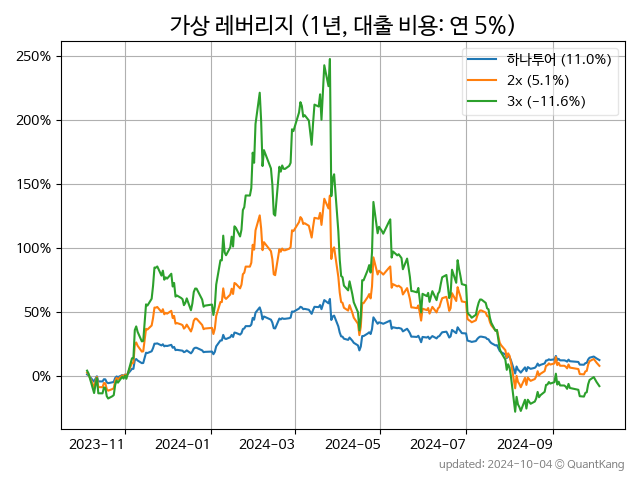 가상 레버리지 (1년, 대출 비용: 연 5%)
250%
200%
150%
100%
50%
0%
하나투어 (11.0%)
2x (5.1%)
3x (−11.6%)
2023-11
2024-01
2024-03
2024-05
2024-07
2024-09
updated: 2024-10-04 © QuantKang